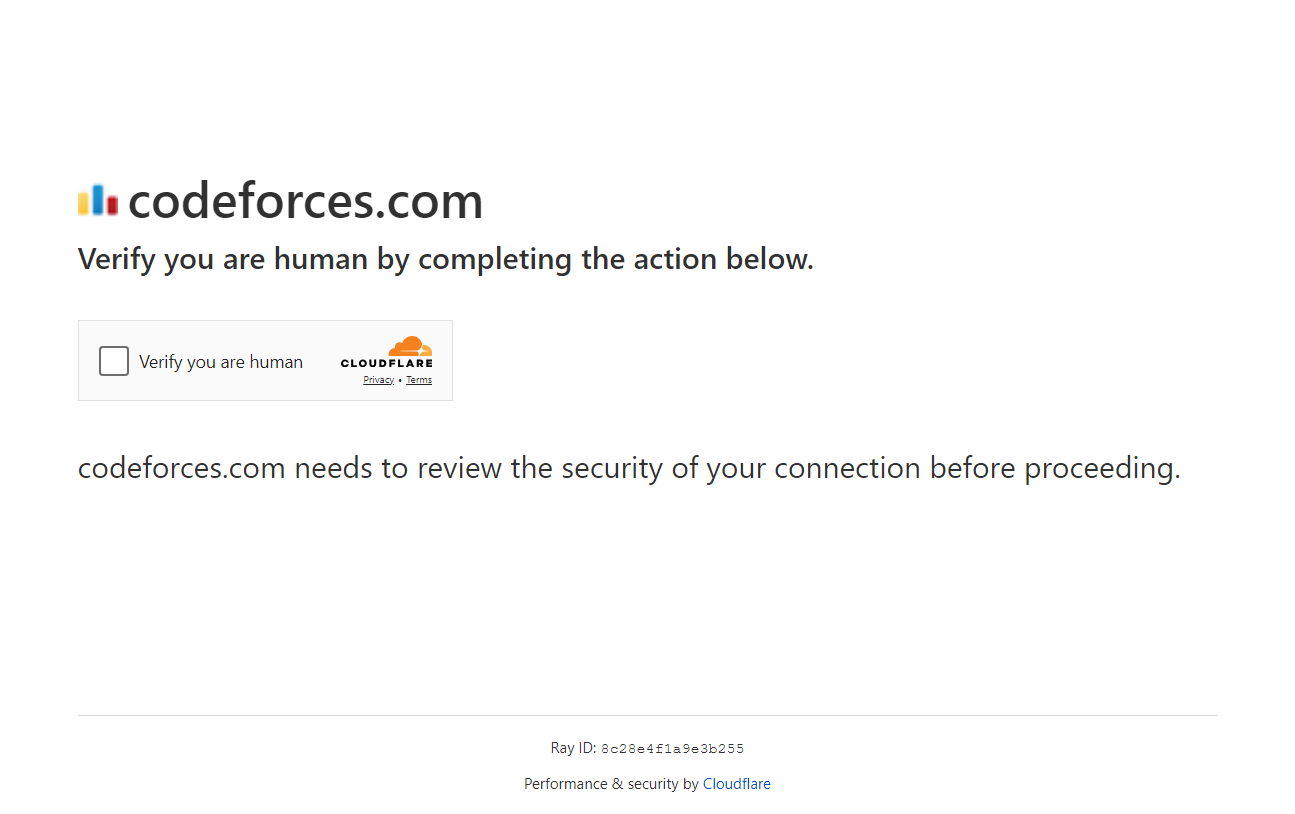 codeforces.com
Verify you are human by completing the action below.
Verify you are human
CLOUDFLARE
Privacy • Terms
codeforces.com needs to review the security of your connection before proceeding.
Ray ID: 8c28e4f1a9e3b255
Performance & security by Cloudflare